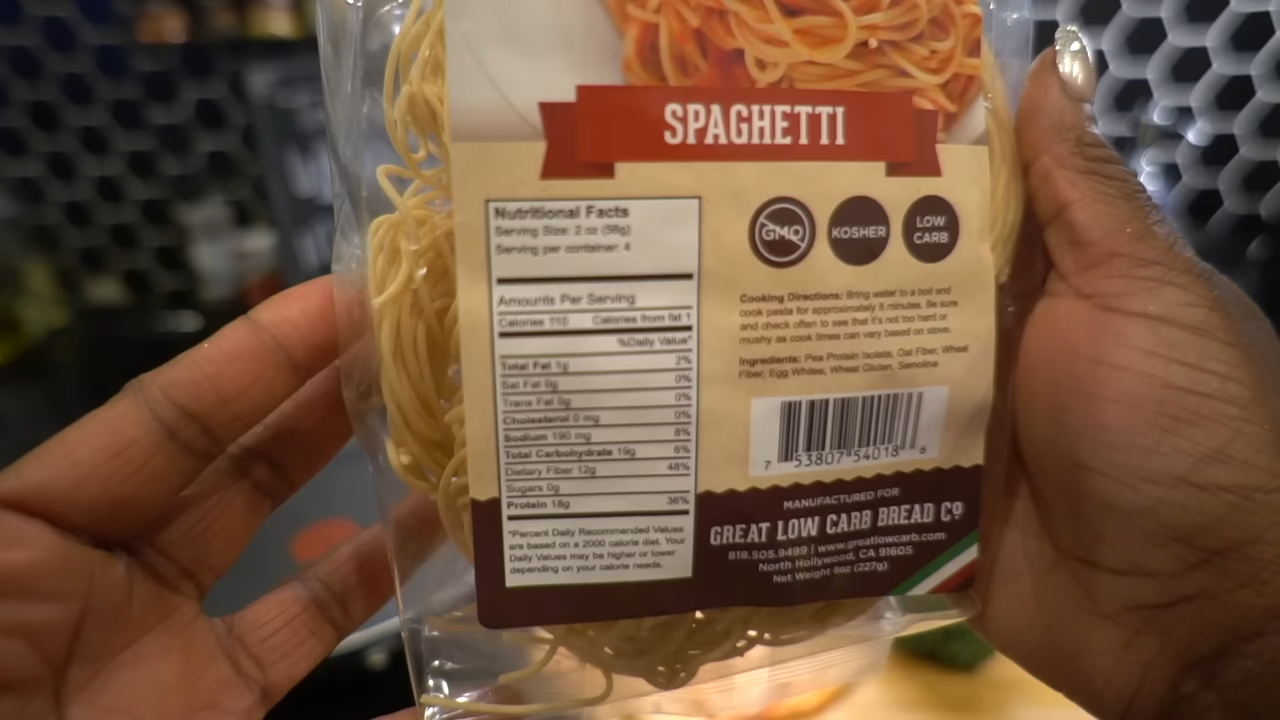 SPAGHETTI
Nutritional Facts
Serving Size: 2 oz (56g)
Serving per container: 4
Amounts Per Serving
Calories 110 Calories from fat 1
%Daily Value*
Total Fat 1g 2%
Sat Fat 0g 0%
Trans Fat 0g 0%
Cholesterol 0 mg 0%
Sodium 190 mg 8%
Total Carbohydrate 19g 6%
Dietary Fiber 12g 48%
Sugars 0g
Protein 18g 36%
*Percent Daily Recommended Values
are based on a 2000 calorie diet. Your
Daily Values may be higher or lower
depending on your calorie needs.
GMO
KOSHER
LOW
CARB
Cooking Directions: Bring water to a boil and
cook pasta for approximately 8 minutes. Be sure
and check often to see that it's not too hard or
mushy as cook times can vary based on stove.
Ingredients: Pea Protein Isolate, Oat Fiber, Wheat
Fiber, Egg Whites, Wheat Gluten, Semolina
7 53807 54018 6
MANUFACTURED FOR
GREAT LOW CARB BREAD Co
818.505.9499 | www.greatlowcarb.com
North Hollywood, CA 91605
Net Weight 8oz (227g)